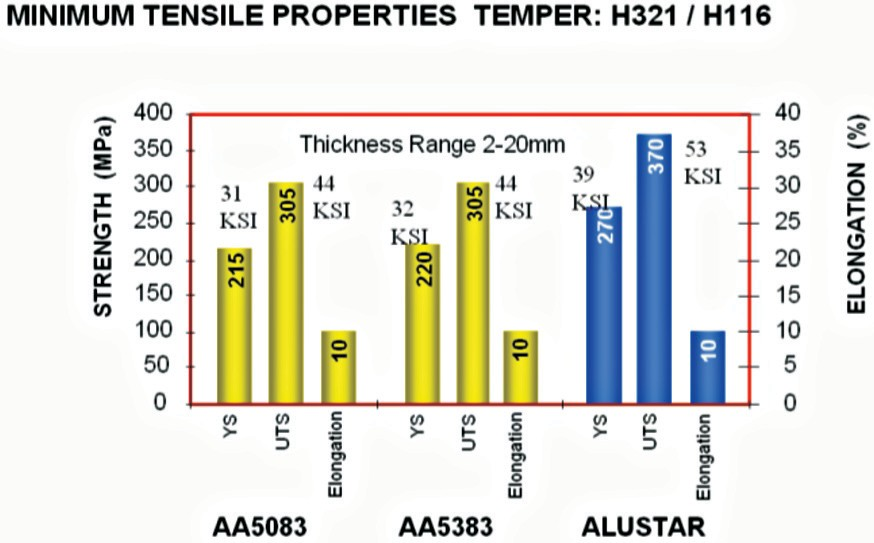 MINIMUM TENSILE PROPERTIES TEMPER: H321 / H116
STRENGTH (MPa)
400
350
300
250
200
150
100
50
0
Thickness Range 2-20mm
31
KSI
215
305
44
KSI
10
32
KSI
220
305
44
KSI
10
39
KSI
270
370
53
KSI
10
40
35
30
25
20
15
10
5
0
ELONGATION (%)
YS
UTS
Elongation
YS
UTS
Elongation
YS
UTS
Elongation
AA5083
AA5383
ALUSTAR